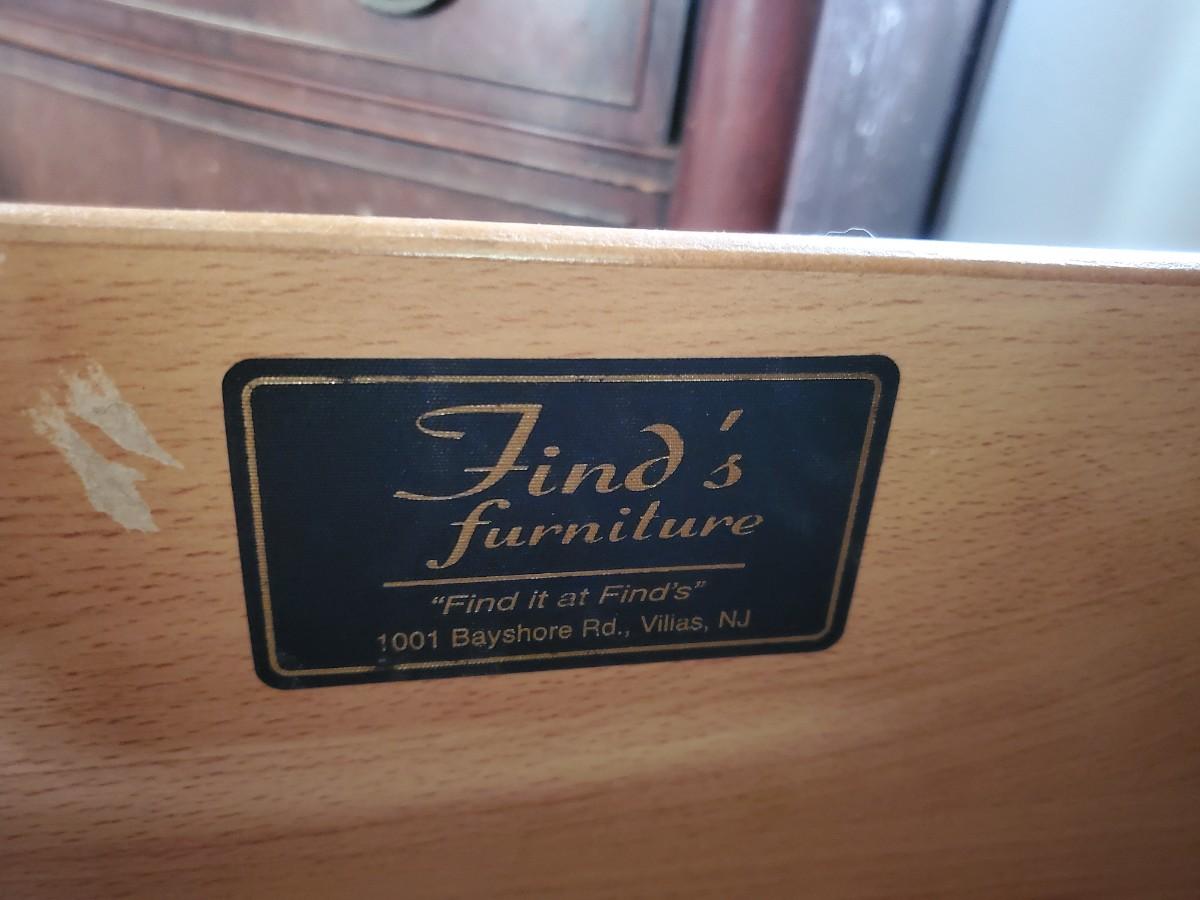 Find's
furniture
“Find it at Find's”
1001 Bayshore Rd., Villas, NJ